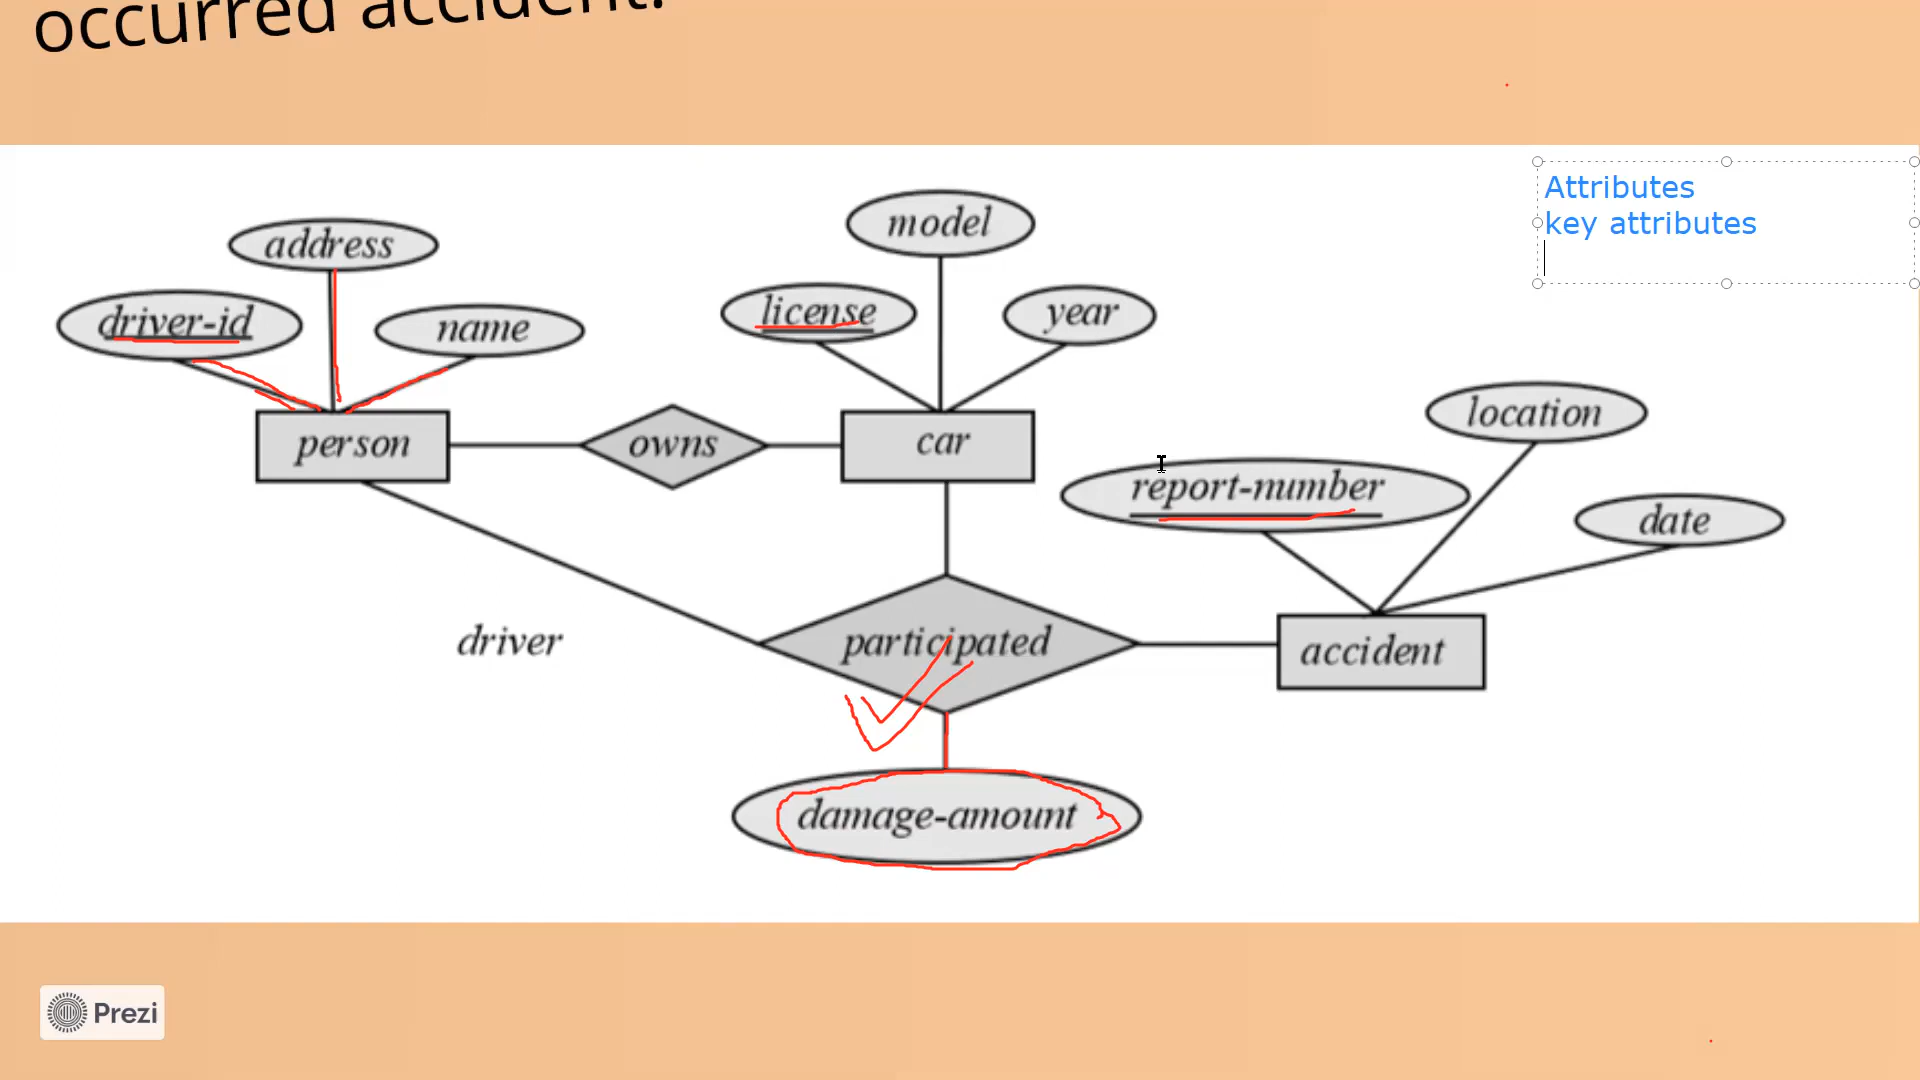 occurred accident.
Attributes
key attributes
model
address
license
year
driver-id
name
location
person
owns
car
report-number
date
driver
participated
accident
damage-amount
Prezi